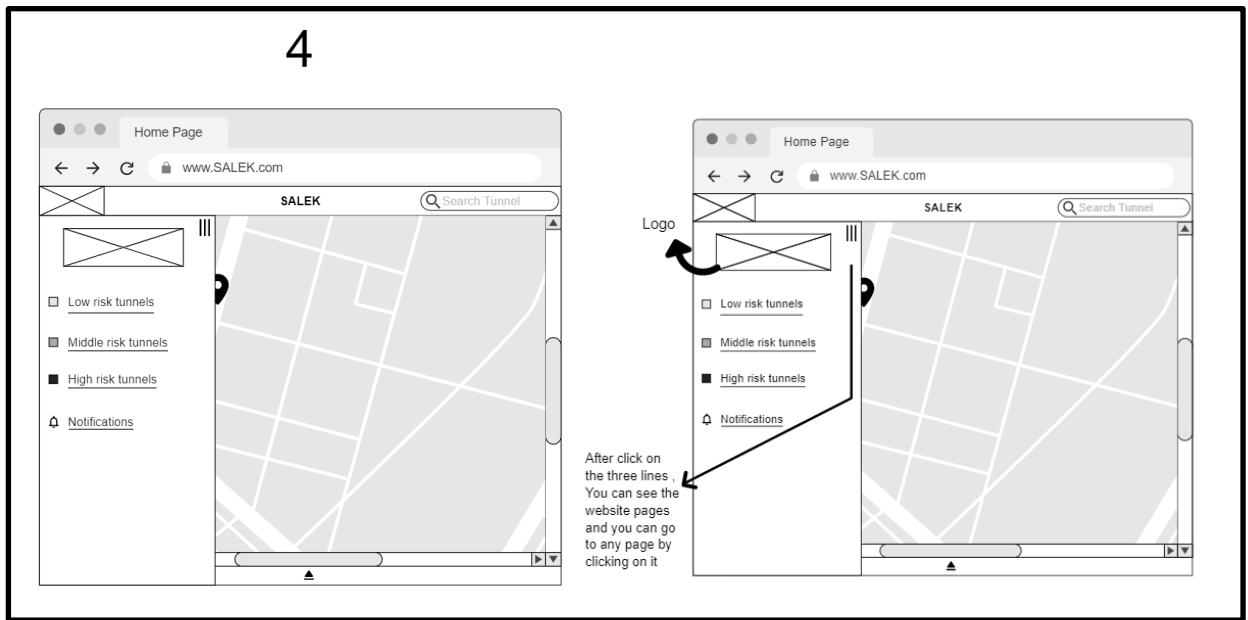 4
Home Page
www.SALEK.com
SALEK
Search Tunnel
Low risk tunnels
Middle risk tunnels
High risk tunnels
Notifications
Home Page
www.SALEK.com
SALEK
Search Tunnel
Logo
Low risk tunnels
Middle risk tunnels
High risk tunnels
Notifications
After click on
the three lines ,
You can see the
website pages
and you can go
to any page by
clicking on it